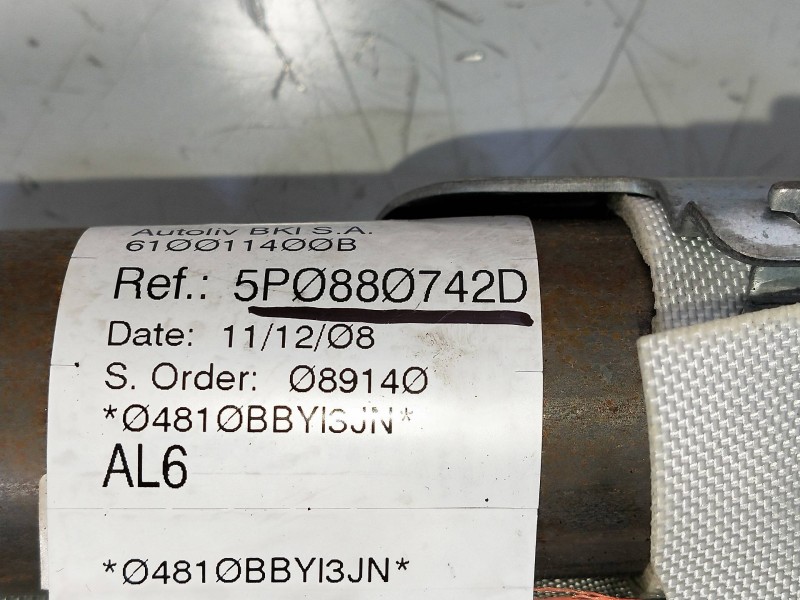 Autoliv BKI S.A.
61ØØ114ØØB
Ref.: 5PØ88Ø742D
Date: 11/12/Ø8
S. Order: Ø8914Ø
*Ø481ØBBYI3JN*
AL6
*Ø481ØBBYI3JN*